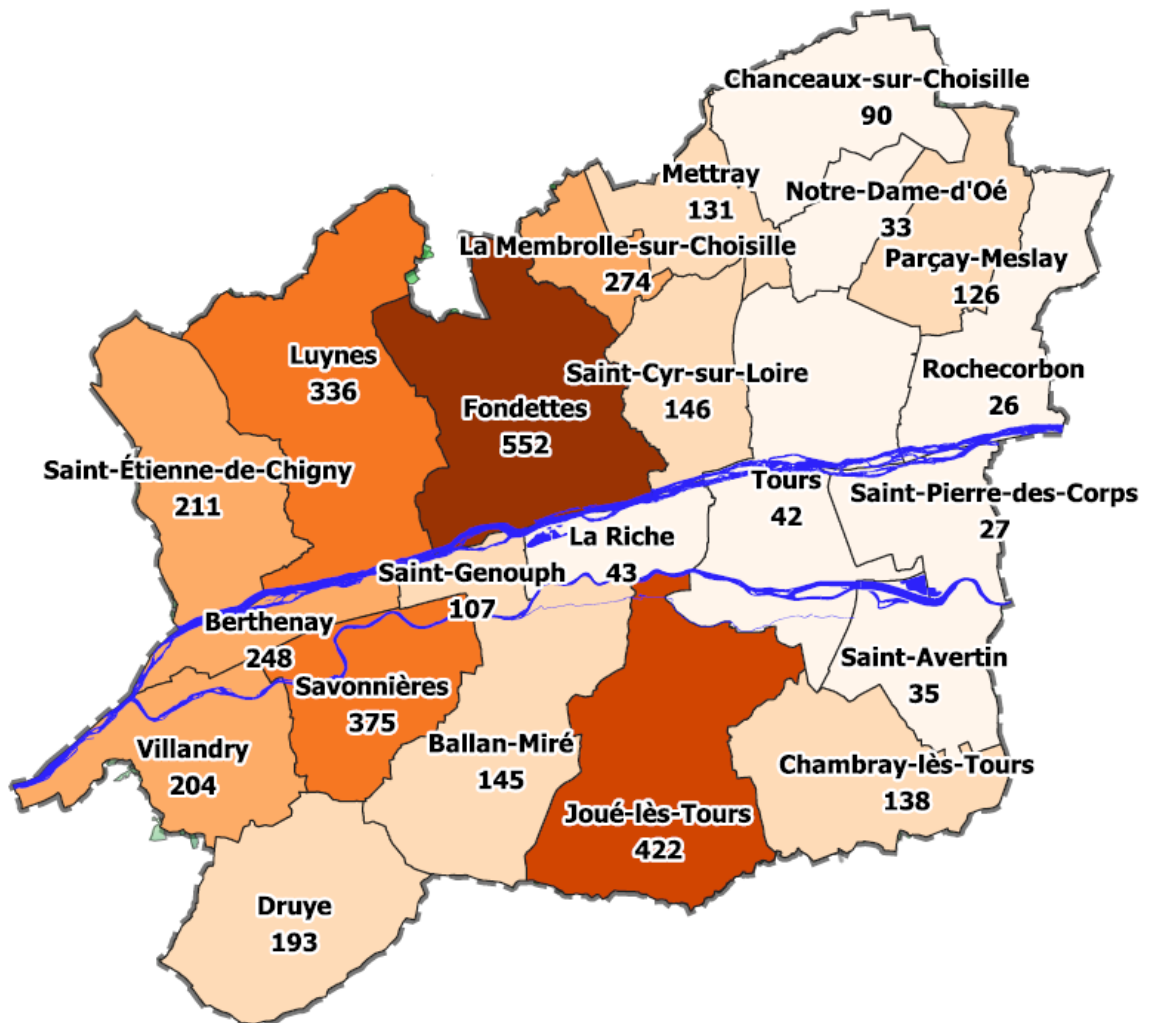 Chanceaux-sur-Choisille
90
Mettray
131
Notre-Dame-d'Oé
33
La Membrolle-sur-Choisille
274
Parçay-Meslay
126
Luynes
336
Saint-Cyr-sur-Loire
146
Rochecorbon
26
Fondettes
552
Saint-Étienne-de-Chigny
211
Tours
42
Saint-Pierre-des-Corps
27
La Riche
43
Saint-Genouph
107
Berthenay
248
Saint-Avertin
35
Savonnières
375
Villandry
204
Ballan-Miré
145
Chambray-lès-Tours
138
Joué-lès-Tours
422
Druye
193